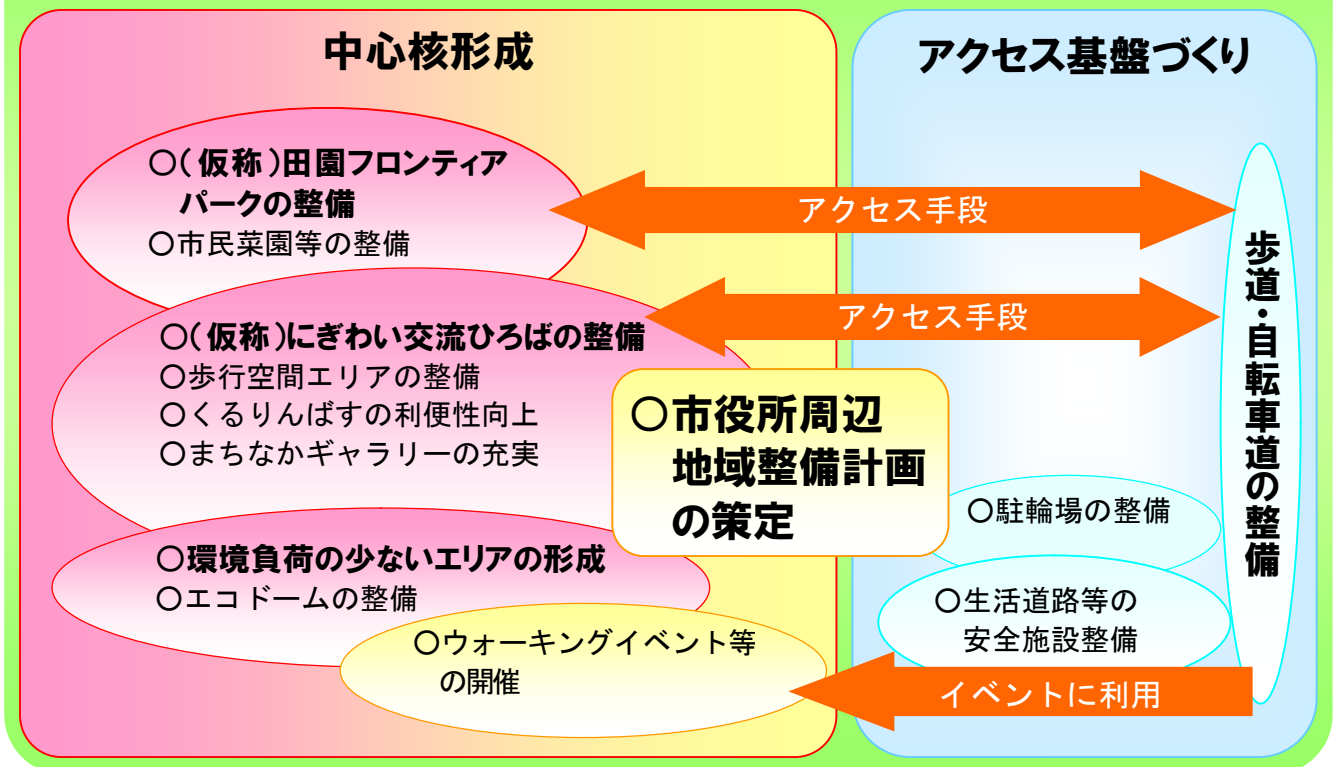 中心核形成
○（仮称）田園フロンティア
パークの整備
○市民菜園等の整備
○（仮称）にぎわい交流ひろばの整備
○歩行空間エリアの整備
○くるりんばすの利便性向上
○まちなかギャラリーの充実
○環境負荷の少ないエリアの形成
○エコドームの整備
○ウォーキングイベント等
の開催
○市役所周辺
地域整備計画
の策定
アクセス基盤づくり
アクセス手段
アクセス手段
○駐輪場の整備
○生活道路等の
安全施設整備
イベントに利用
歩道・自転車道の整備